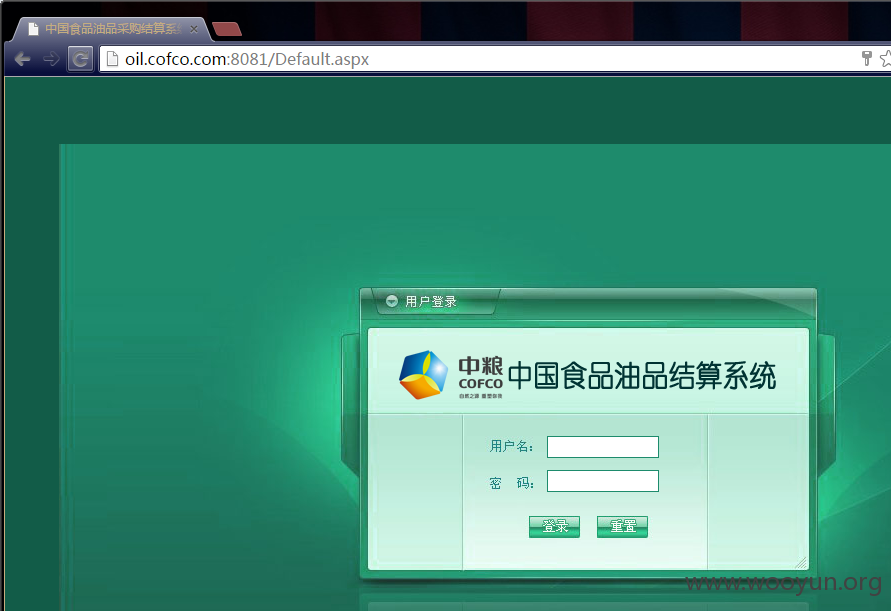 中国食品油品采购结算系
oil.cofco.com:8081/Default.aspx
用户登录
中粮
COFCO
自然之源 重塑你我
中国食品油品结算系统
用户名：
密 码：
登录 重置
www.wooyun.org